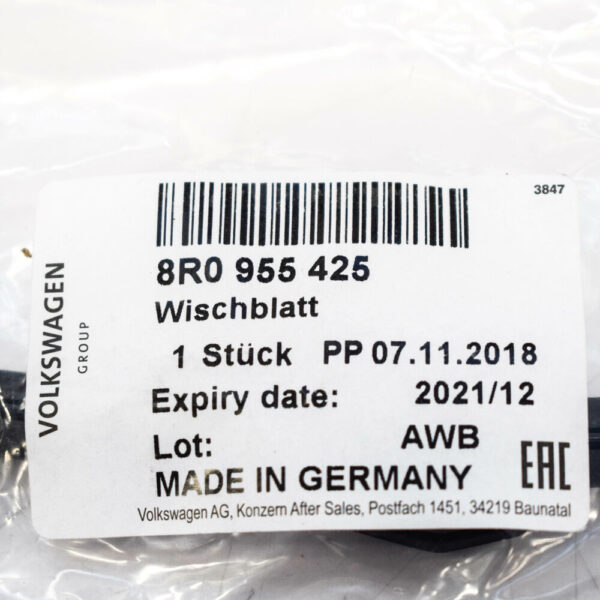 3847
8R0 955 425
Wischblatt
1 Stück PP 07.11.2018
Expiry date: 2021/12
Lot: AWB
MADE IN GERMANY
EAC
Volkswagen AG, Konzern After Sales, Postfach 1451, 34219 Baunatal
VOLKSWAGEN
GROUP